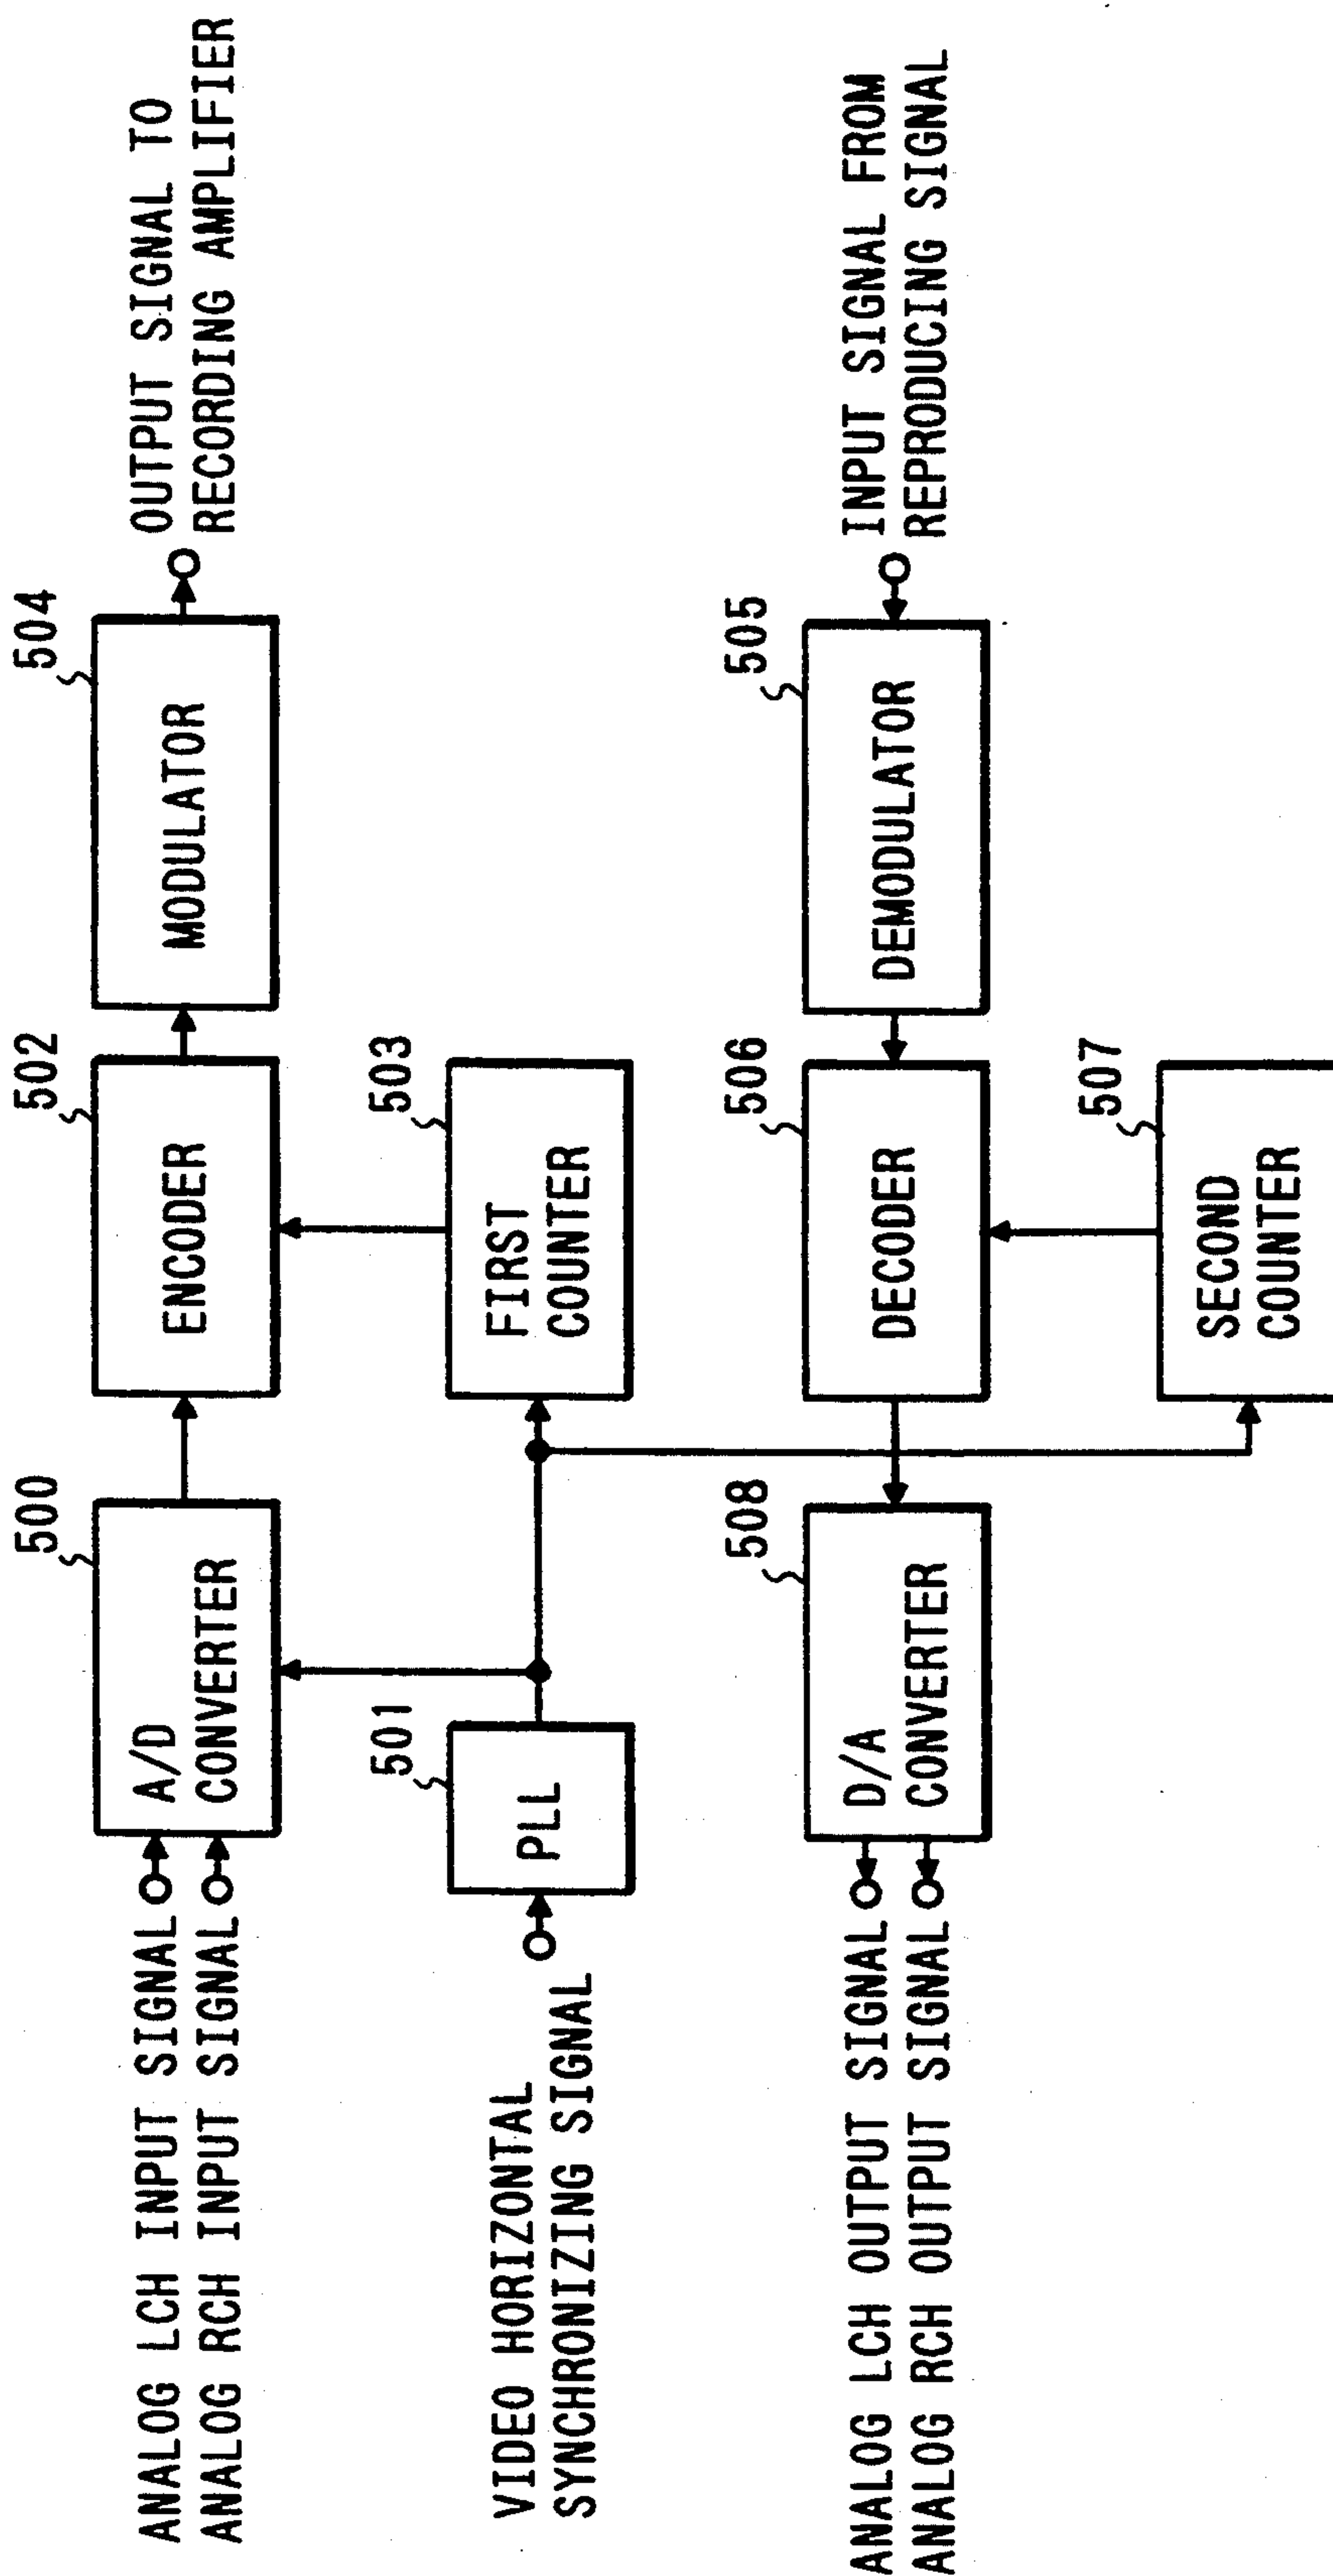 ANALOG LCH INPUT SIGNAL
ANALOG RCH INPUT SIGNAL
500
A/D
CONVERTER
502
ENCODER
504
MODULATOR
OUTPUT SIGNAL TO
RECORDING AMPLIFIER
VIDEO HORIZONTAL
SYNCHRONIZING SIGNAL
501
PLL
503
FIRST
COUNTER
ANALOG LCH OUTPUT SIGNAL
ANALOG RCH OUTPUT SIGNAL
508
D/A
CONVERTER
506
DECODER
505
DEMODULATOR
INPUT SIGNAL FROM
REPRODUCING SIGNAL
507
SECOND
COUNTER